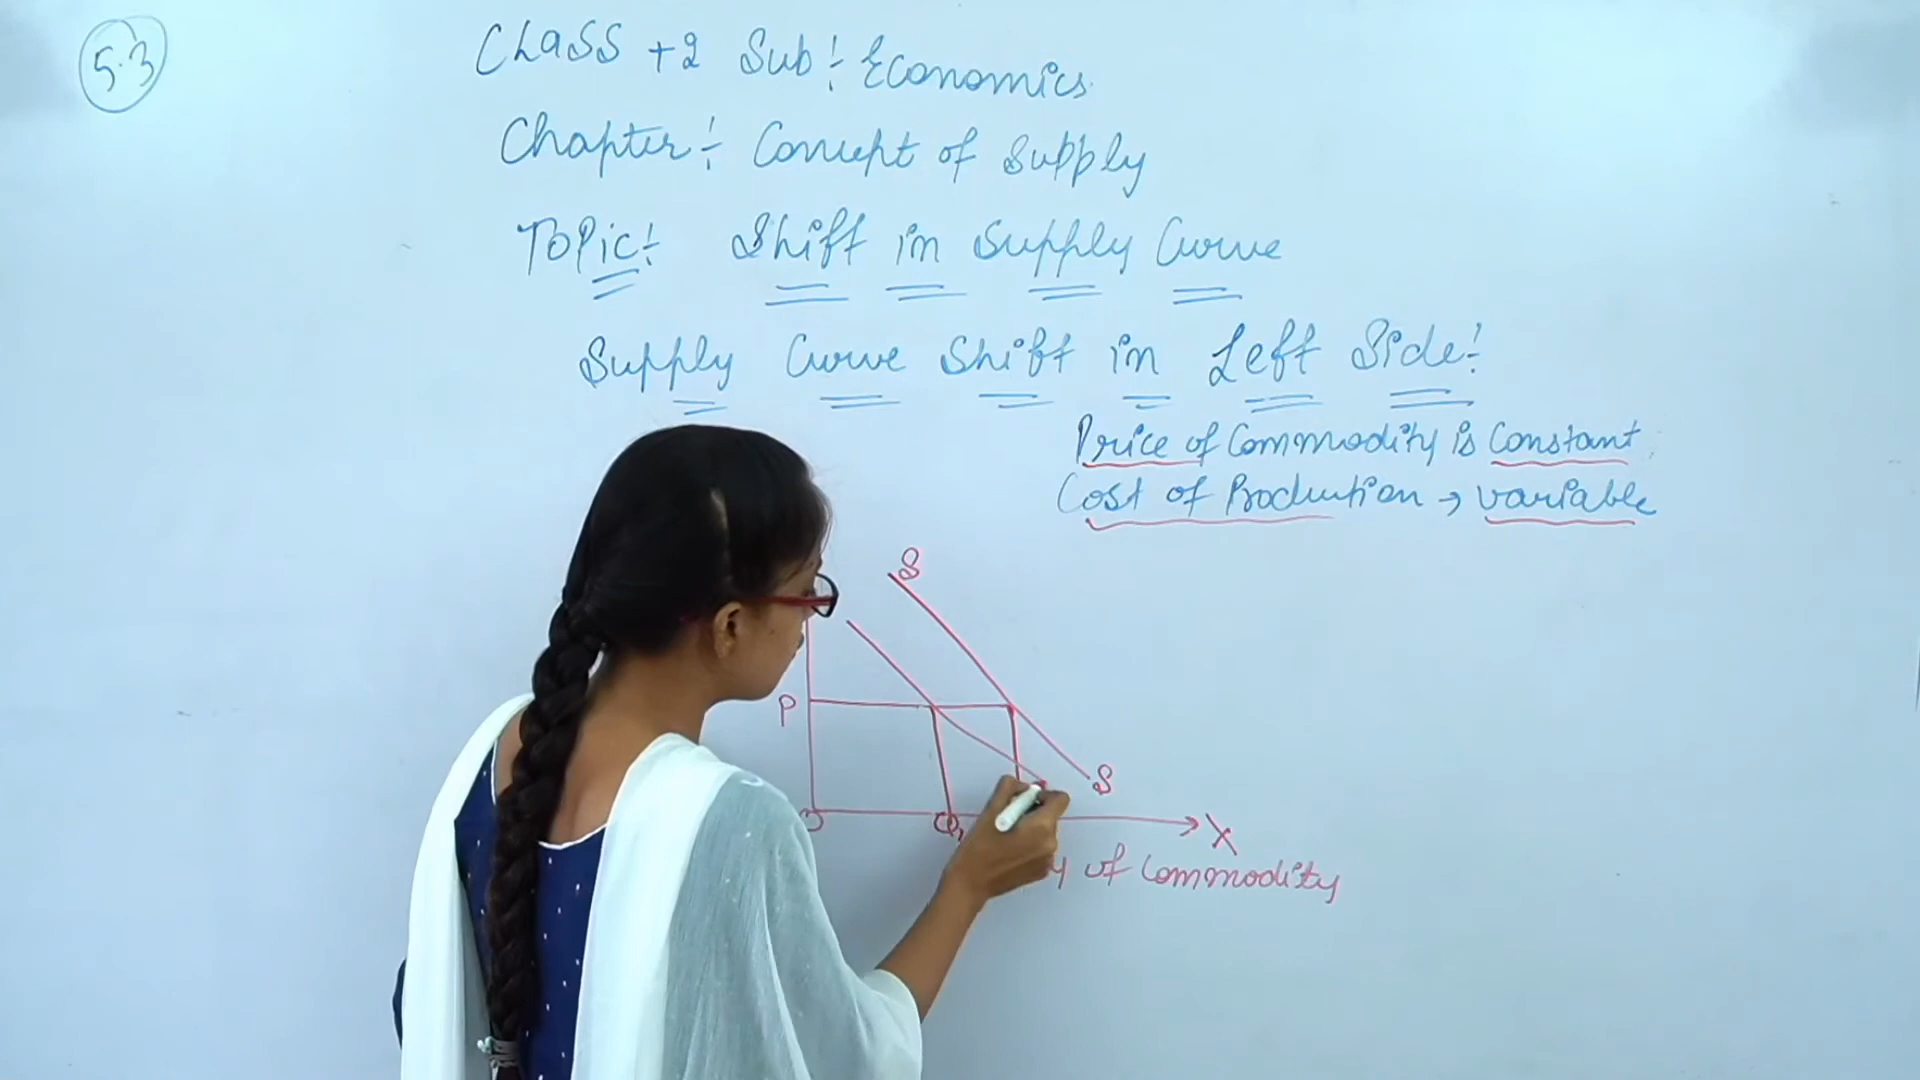 5.3
CLASS +2 Sub:- Economics.
Chapter:- Concept of Supply
Topic:- Shift in Supply Curve
Supply Curve Shift in Left Side:-
Price of Commodity is Constant
Cost of Production → variable
S
P
S
O Q1 X
y of Commodity